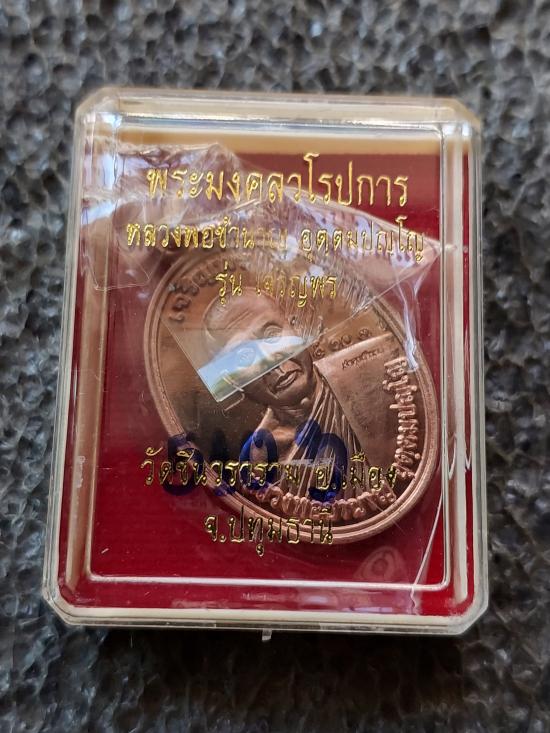 พระมงคลวโรปการ
หลวงพ่อชำนาญ อุตฺตมปญฺโญ
รุ่น เจริญพร
วัดชินวราราม อ.เมือง
จ.ปทุมธานี